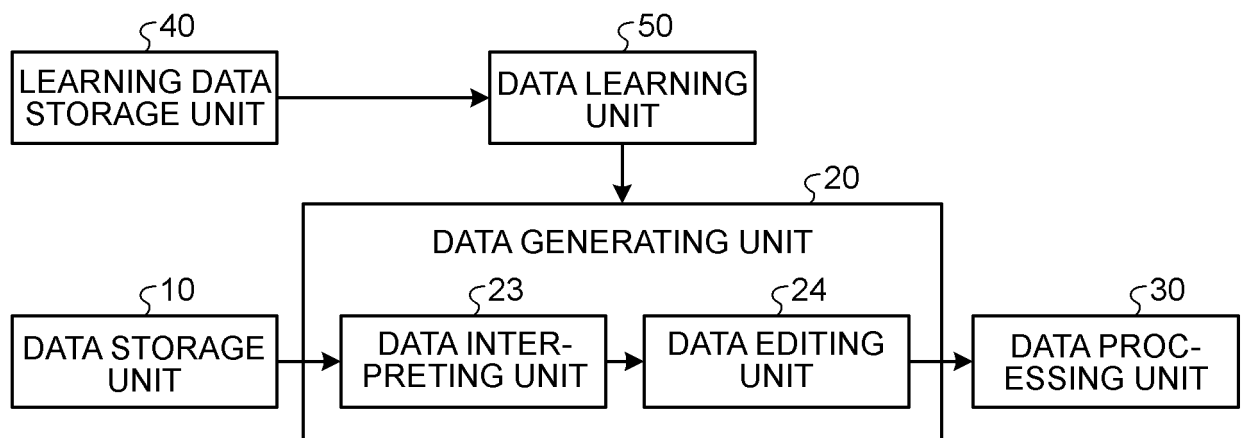 40
LEARNING DATA
STORAGE UNIT
50
DATA LEARNING
UNIT
20
DATA GENERATING UNIT
10
DATA STORAGE
UNIT
23
DATA INTER-
PRETING UNIT
24
DATA EDITING
UNIT
30
DATA PROC-
ESSING UNIT